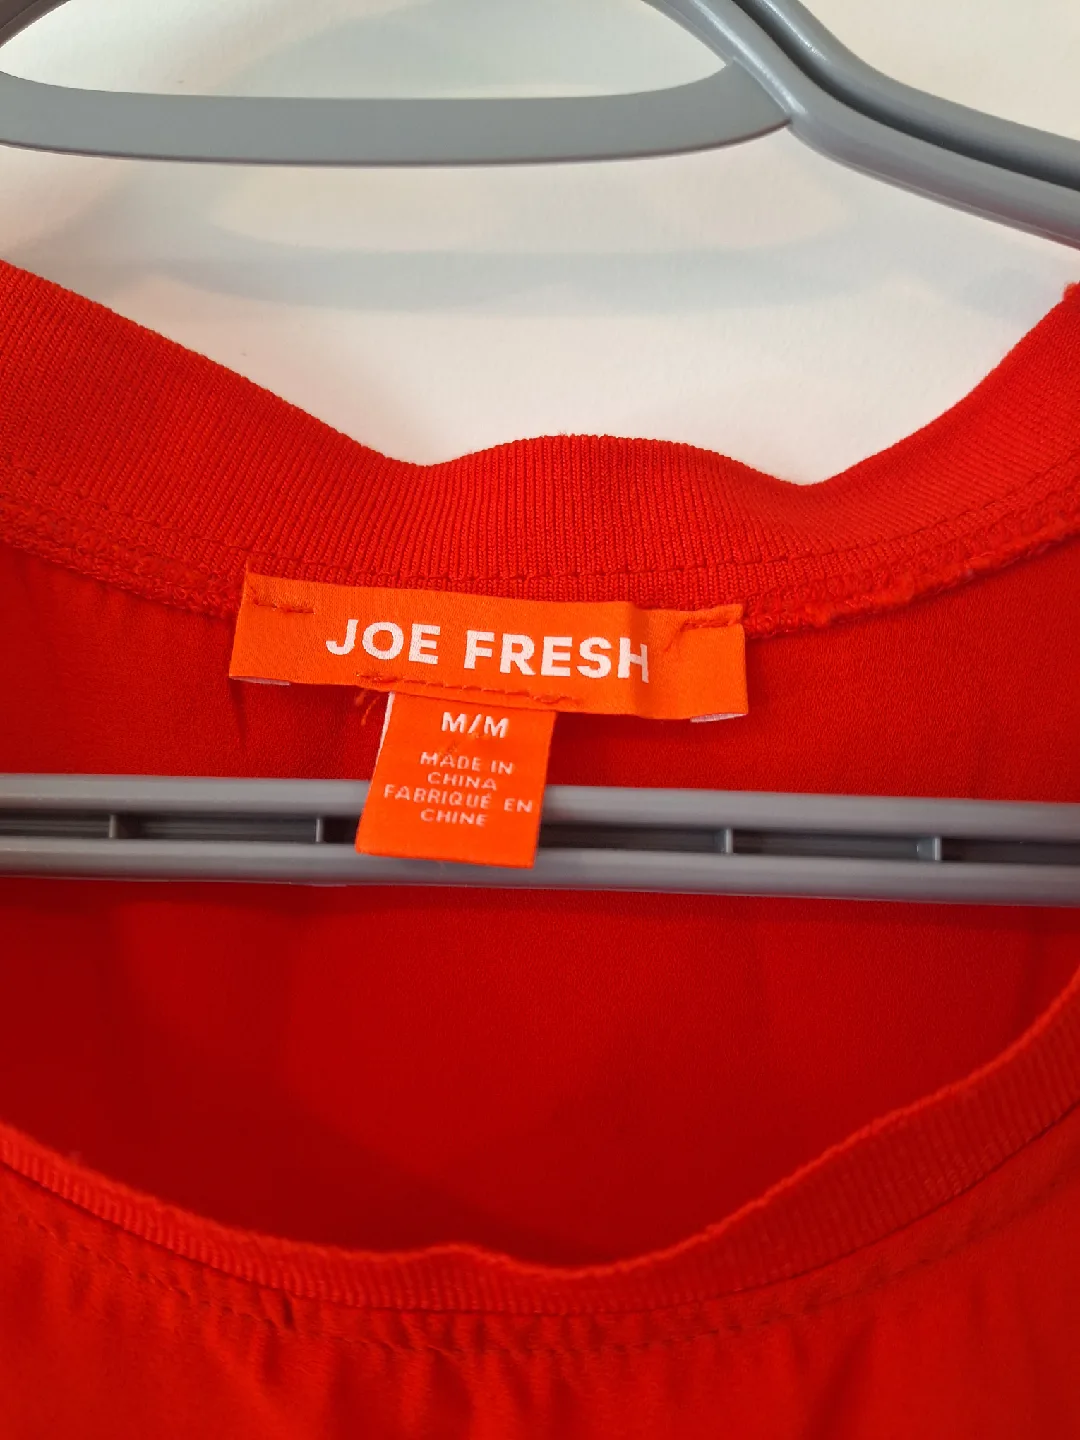 JOE FRESH
M/M
MADE IN
CHINA
FABRIQUÉ EN
CHINE